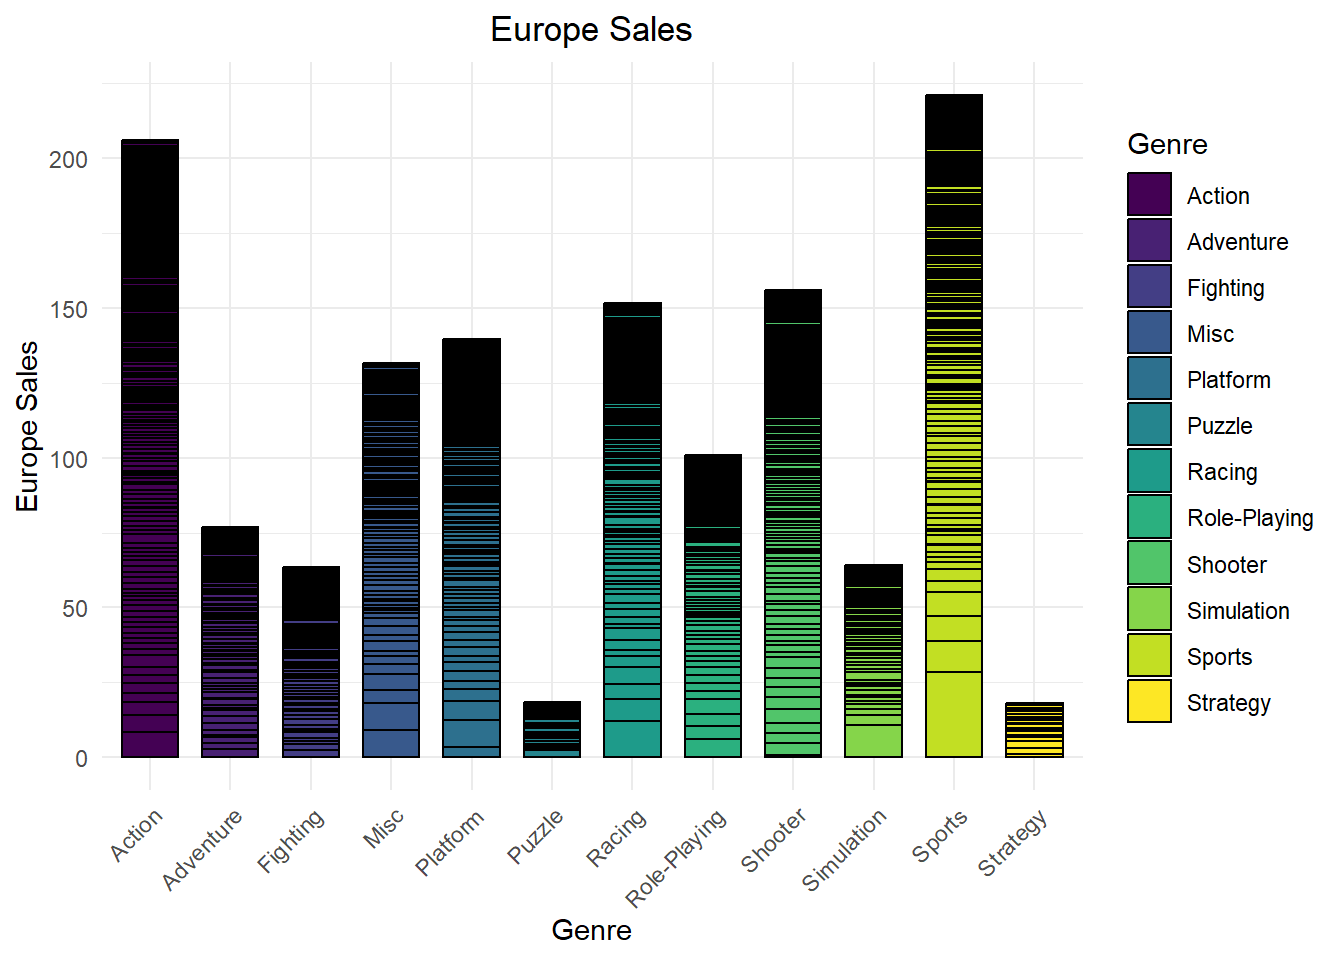 Europe Sales
Europe Sales
200
150
100
50
0
Action
Adventure
Fighting
Misc
Platform
Puzzle
Racing
Role-Playing
Shooter
Simulation
Sports
Strategy
Genre
Genre
Action
Adventure
Fighting
Misc
Platform
Puzzle
Racing
Role-Playing
Shooter
Simulation
Sports
Strategy